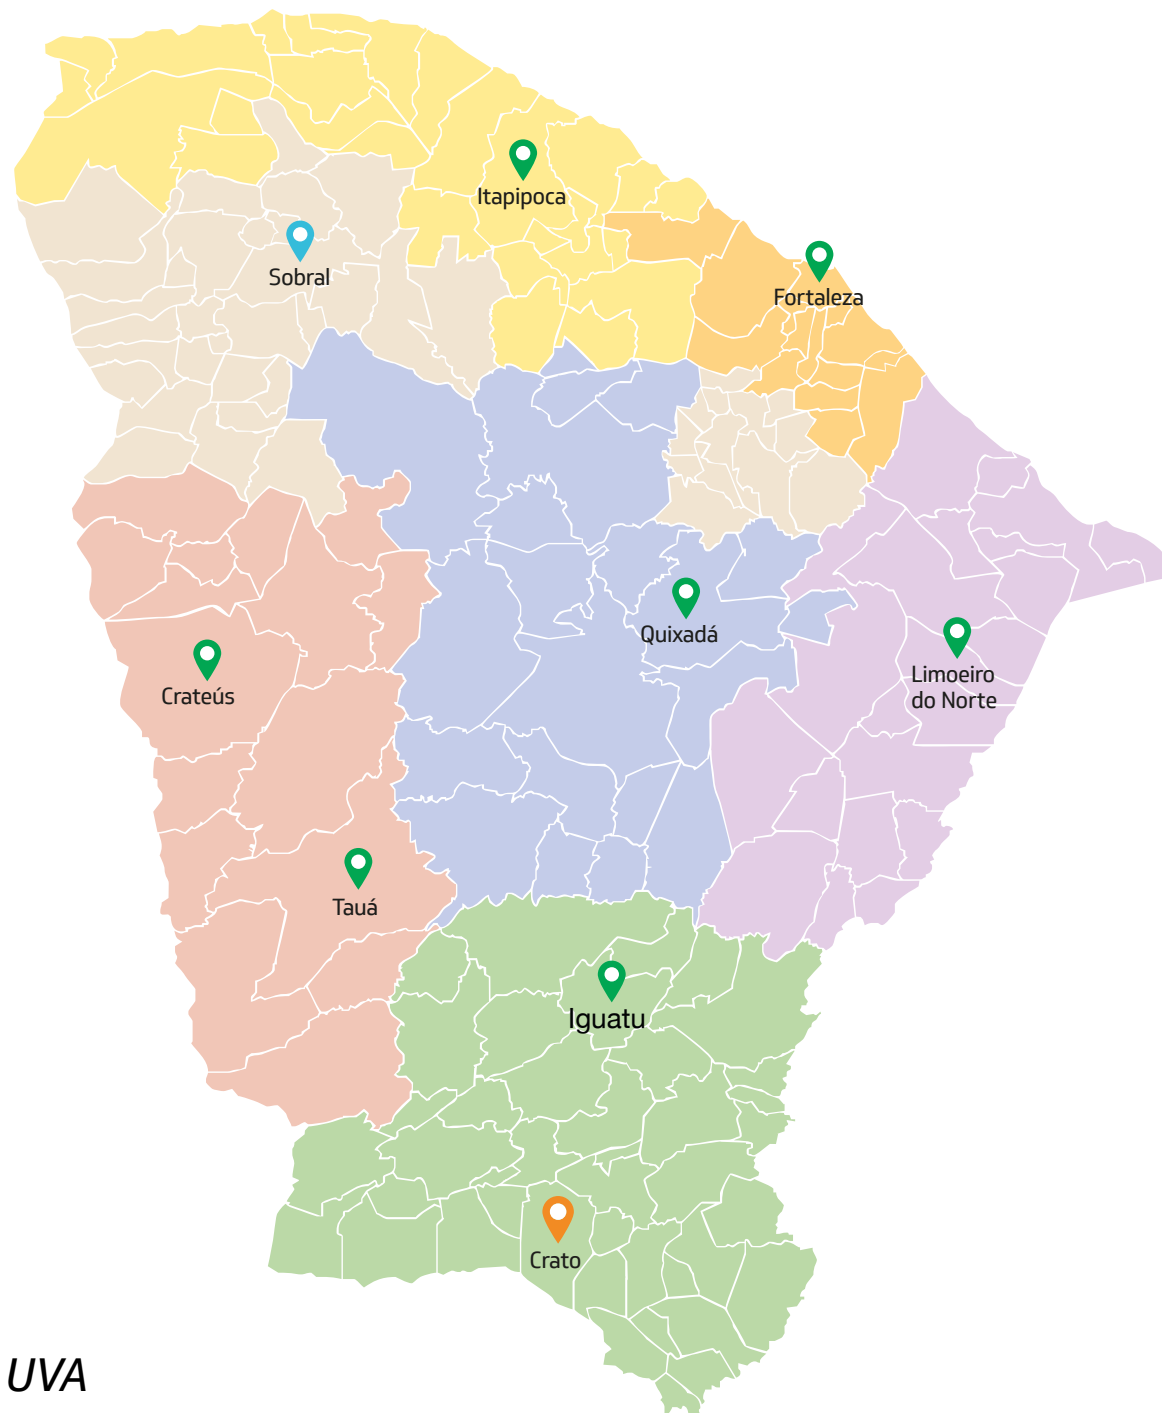 Itapipoca
Sobral
Fortaleza
Quixadá
Limoeiro
do Norte
Crateús
Tauá
Iguatu
Crato
UVA